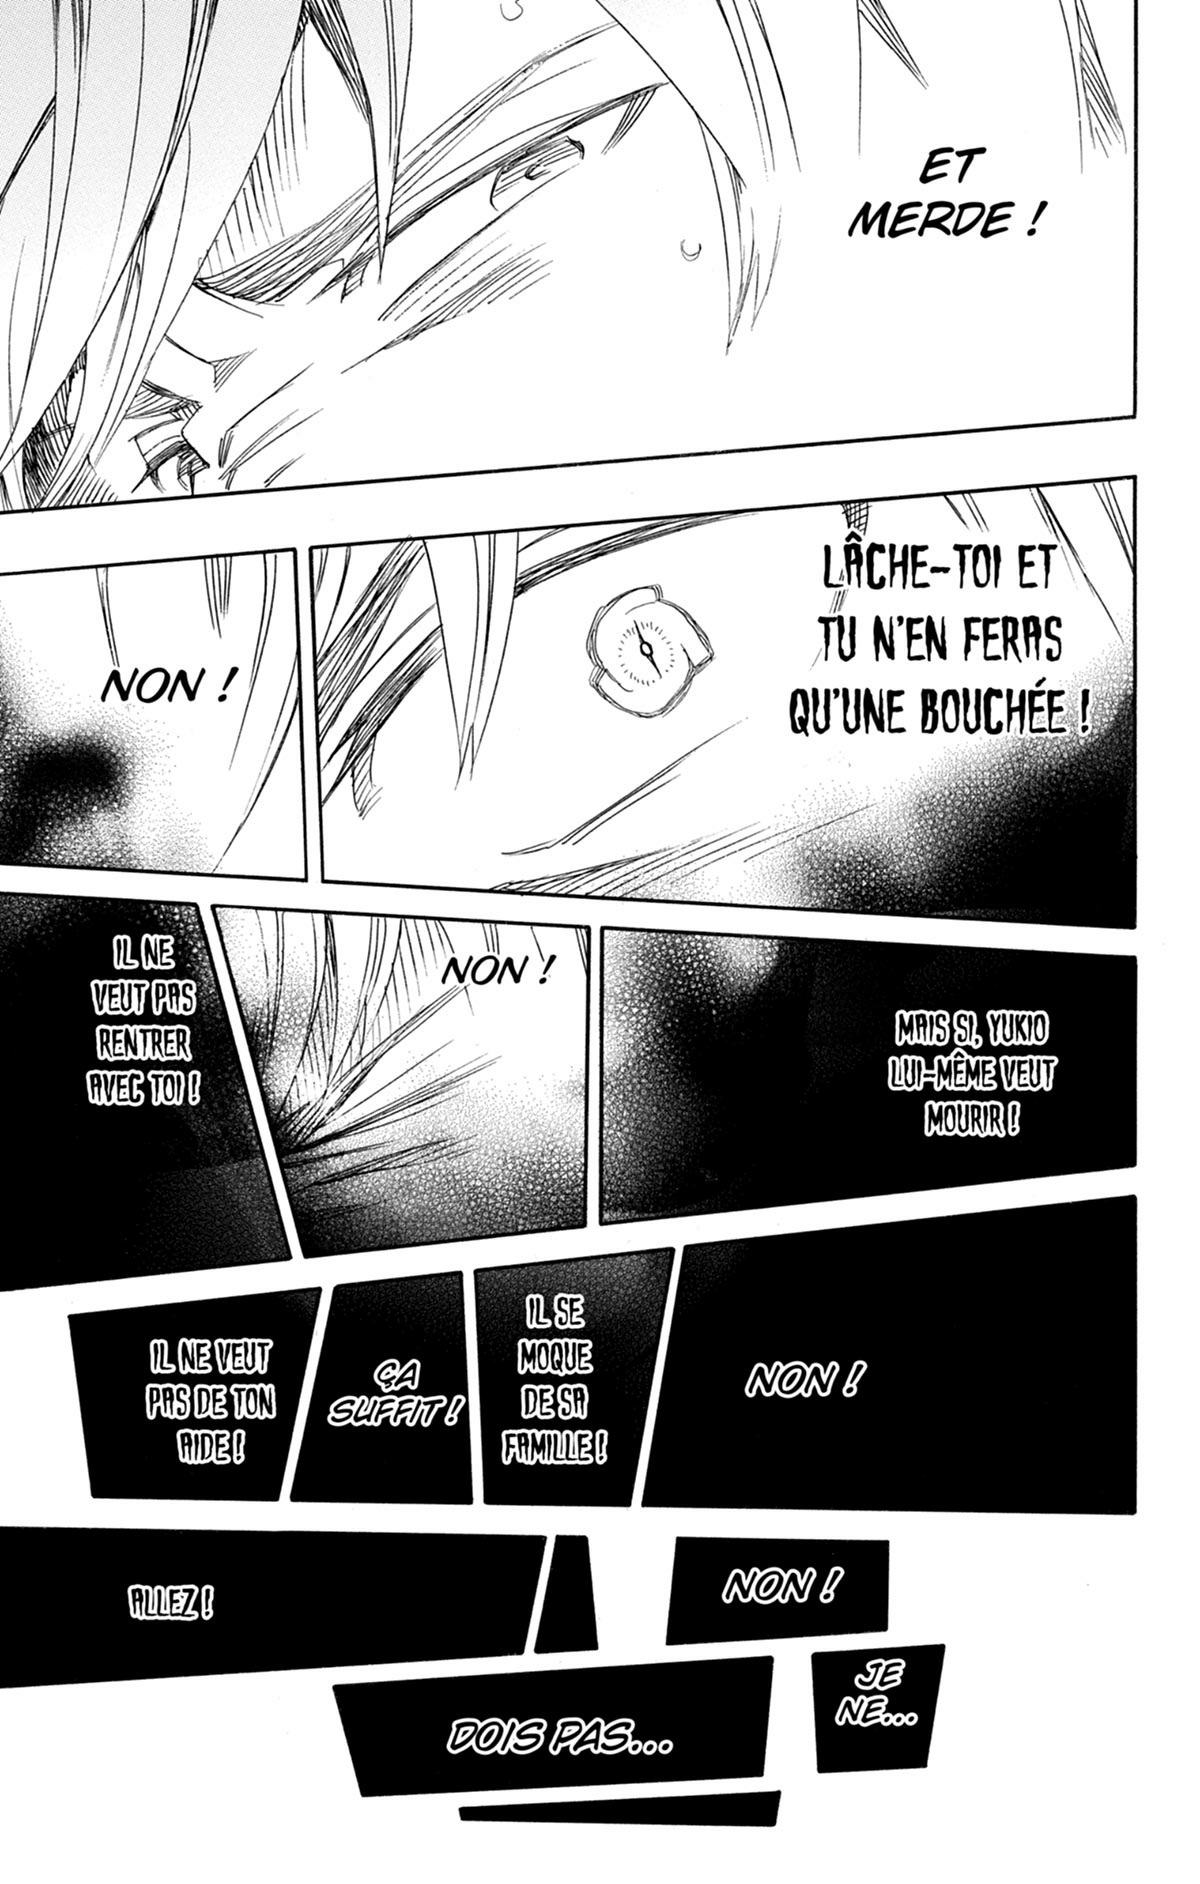 ET
MERDE !
LÂCHE-TOI ET
TU N'EN FERAS
QU'UNE BOUCHÉE !
NON !
MAIS SI, YUKIO
LUI-MÊME VEUT
MOURIR !
NON !
IL NE
VEUT PAS
RENTRER
AVEC TOI !
NON !
IL SE
MOQUE
DE SA
FAMILLE !
ÇA
SUFFIT !
IL NE VEUT
PAS DE TON
AIDE !
NON !
ALLEZ !
JE
NE...
DOIS PAS...